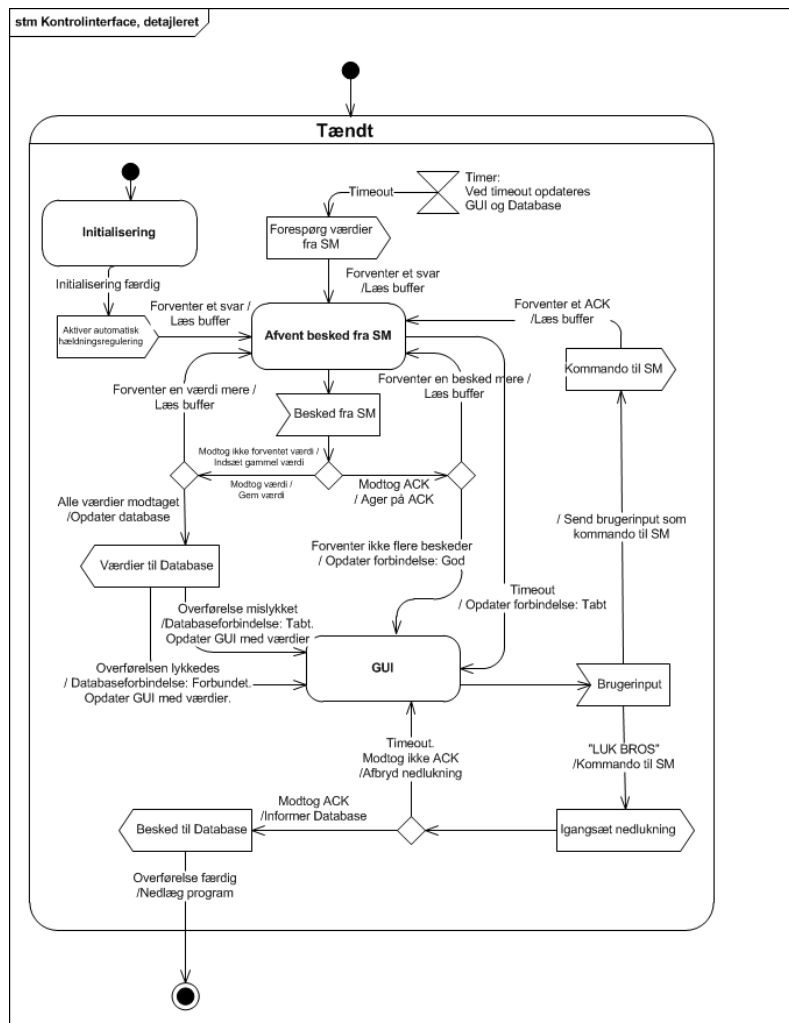 stm Kontrolinterface, detajleret
Tændt
Initialisering
Timeout
Timer:
Ved timeout opdateres
GUI og Database
Forespørg værdier
fra SM
Initialisering færdig
Forventer et svar
/Læs buffer
Forventer et svar /
Læs buffer
Forventer et ACK
/Læs buffer
Aktiver automatisk
hældningsregulering
Afvent besked fra SM
Kommando til SM
Forventer en værdi mere /
Læs buffer
Forventer en besked mere /
Læs buffer
Besked fra SM
Modtog ikke forventet værdi /
Indsæt gammel værdi
Modtog værdi /
Gem værdi
Modtog ACK
/ Ager på ACK
Alle værdier modtaget
/Opdater database
/ Send brugerinput som
kommando til SM
Forventer ikke flere beskeder
/ Opdater forbindelse: God
Værdier til Database
Timeout
/ Opdater forbindelse: Tabt
Overførelse mislykket
/Databaseforbindelse: Tabt.
Opdater GUI med værdier
Overførelsen lykkedes
/ Databaseforbindelse: Forbundet.
Opdater GUI med værdier.
GUI
Brugerinput
Timeout.
Modtog ikke ACK
/Afbryd nedlukning
"LUK BROS"
/Kommando til SM
Modtog ACK
/Informer Database
Besked til Database
Igangsæt nedlukning
Overførelse færdig
/Nedlæg program